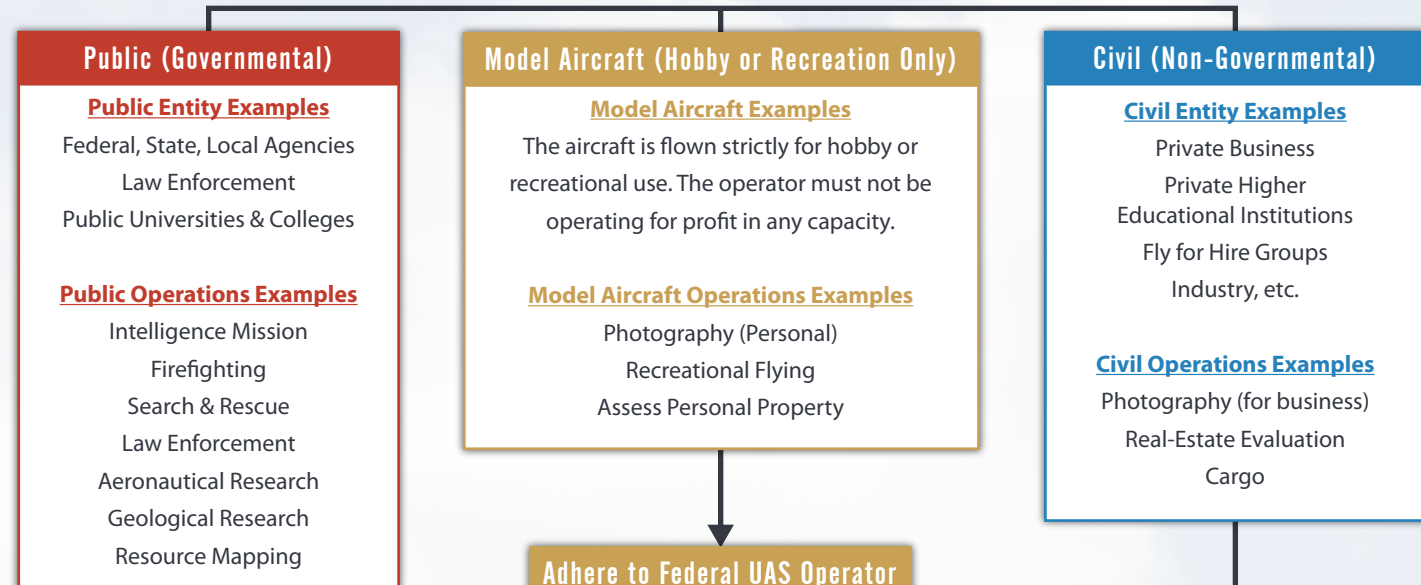 Public (Governmental)
Public Entity Examples
Federal, State, Local Agencies
Law Enforcement
Public Universities & Colleges
Public Operations Examples
Intelligence Mission
Firefighting
Search & Rescue
Law Enforcement
Aeronautical Research
Geological Research
Resource Mapping
Model Aircraft (Hobby or Recreation Only)
Model Aircraft Examples
The aircraft is flown strictly for hobby or
recreational use. The operator must not be
operating for profit in any capacity.
Model Aircraft Operations Examples
Photography (Personal)
Recreational Flying
Assess Personal Property
Adhere to Federal UAS Operator
Civil (Non-Governmental)
Civil Entity Examples
Private Business
Private Higher
Educational Institutions
Fly for Hire Groups
Industry, etc.
Civil Operations Examples
Photography (for business)
Real-Estate Evaluation
Cargo